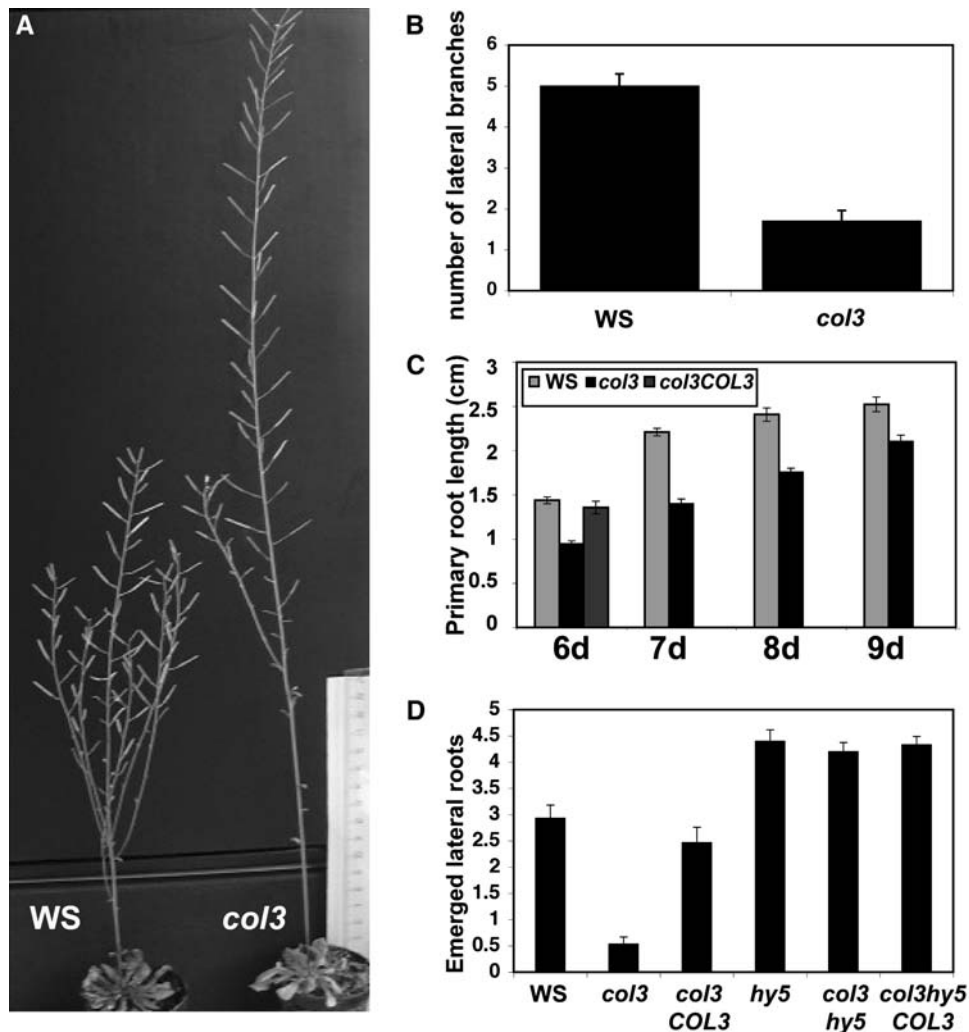 A
WS
col3
B
number of lateral branches
6
5
4
3
2
1
0
WS
col3
C
WS col3 col3COL3
Primary root length (cm)
3
2.5
2
1.5
1
0.5
0
6d 7d 8d 9d
D
Emerged lateral roots
5
4.5
4
3.5
3
2.5
2
1.5
1
0.5
0
WS col3 col3 hy5 col3 col3hy5
COL3 hy5 COL3